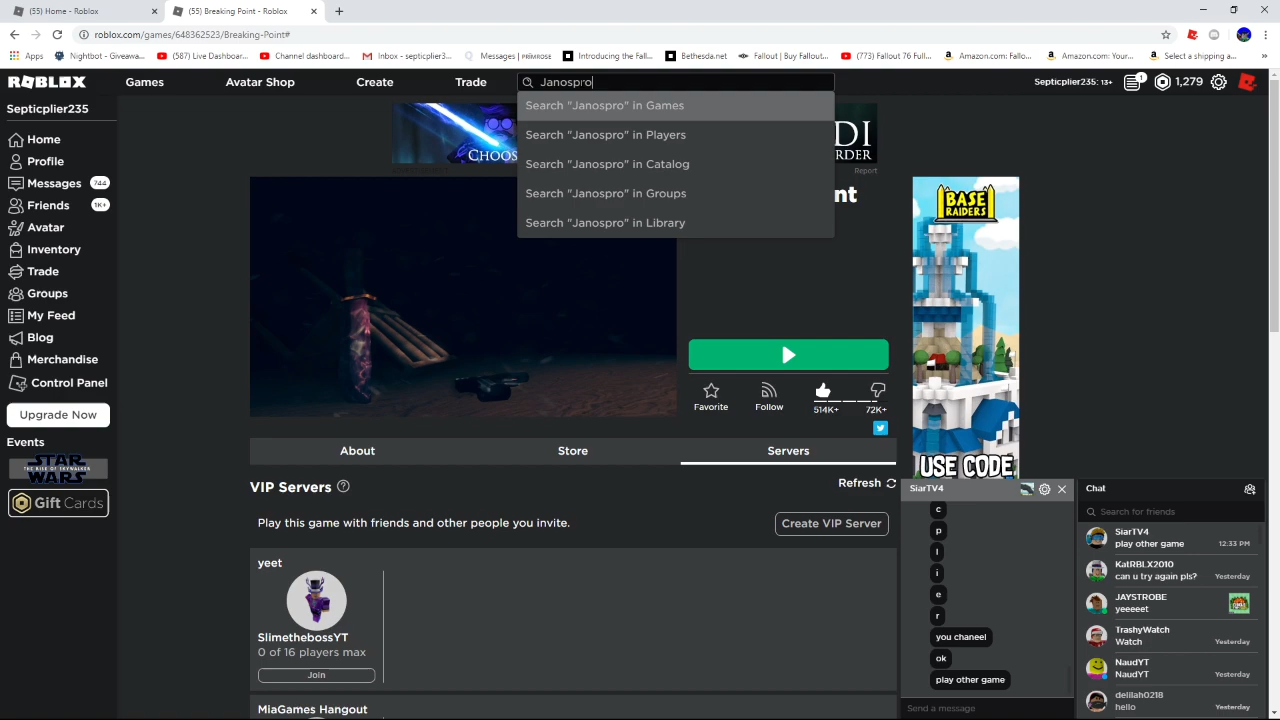 (55) Home - Roblox
Breaking Point - Roblox
roblox.com/games/648362523/Breaking-Point#
Apps
Nightbot - Giveawa...
(587) Live Dashboard...
Channel dashboard...
Inbox - septicplier3...
Messages | PЯIMЯOSE
Introducing the Fall...
Bethesda.net
Fallout | Buy Fallout...
(773) Fallout 76 Full...
Amazon.com: Fallo...
Amazon.com: Your...
Select a shipping a...
ROBLOX
Games
Avatar Shop
Create
Trade
Janospro
Septicplier235: 13+
1
1,279
Septicplier235
Home
Profile
Messages 744
Friends 1K+
Avatar
Inventory
Trade
Groups
My Feed
Blog
Merchandise
Control Panel
Upgrade Now
Events
STAR
THE RISE OF SKYWALKER
WARS
Gift Cards
Search "Janospro" in Games
Search "Janospro" in Players
Search "Janospro" in Catalog
Search "Janospro" in Groups
Search "Janospro" in Library
CHOOS
DI
RDER
Report
nt
Favorite
Follow
514K+
72K+
BASE
RAIDERS
USE CODE
About
Store
Servers
VIP Servers
Refresh
Play this game with friends and other people you invite.
Create VIP Server
yeet
SlimethebossYT
0 of 16 players max
Join
MiaGames Hangout
SiarTV4
c
p
l
i
e
r
you chaneel
ok
play other game
Send a message
Chat
Search for friends
SiarTV4
play other game
12:33 PM
KatRBLX2010
can u try again pls?
Yesterday
JAYSTROBE
yeeeeet
TrashyWatch
Watch
Yesterday
NaudYT
NaudYT
Yesterday
delilah0218
hello
Yesterday